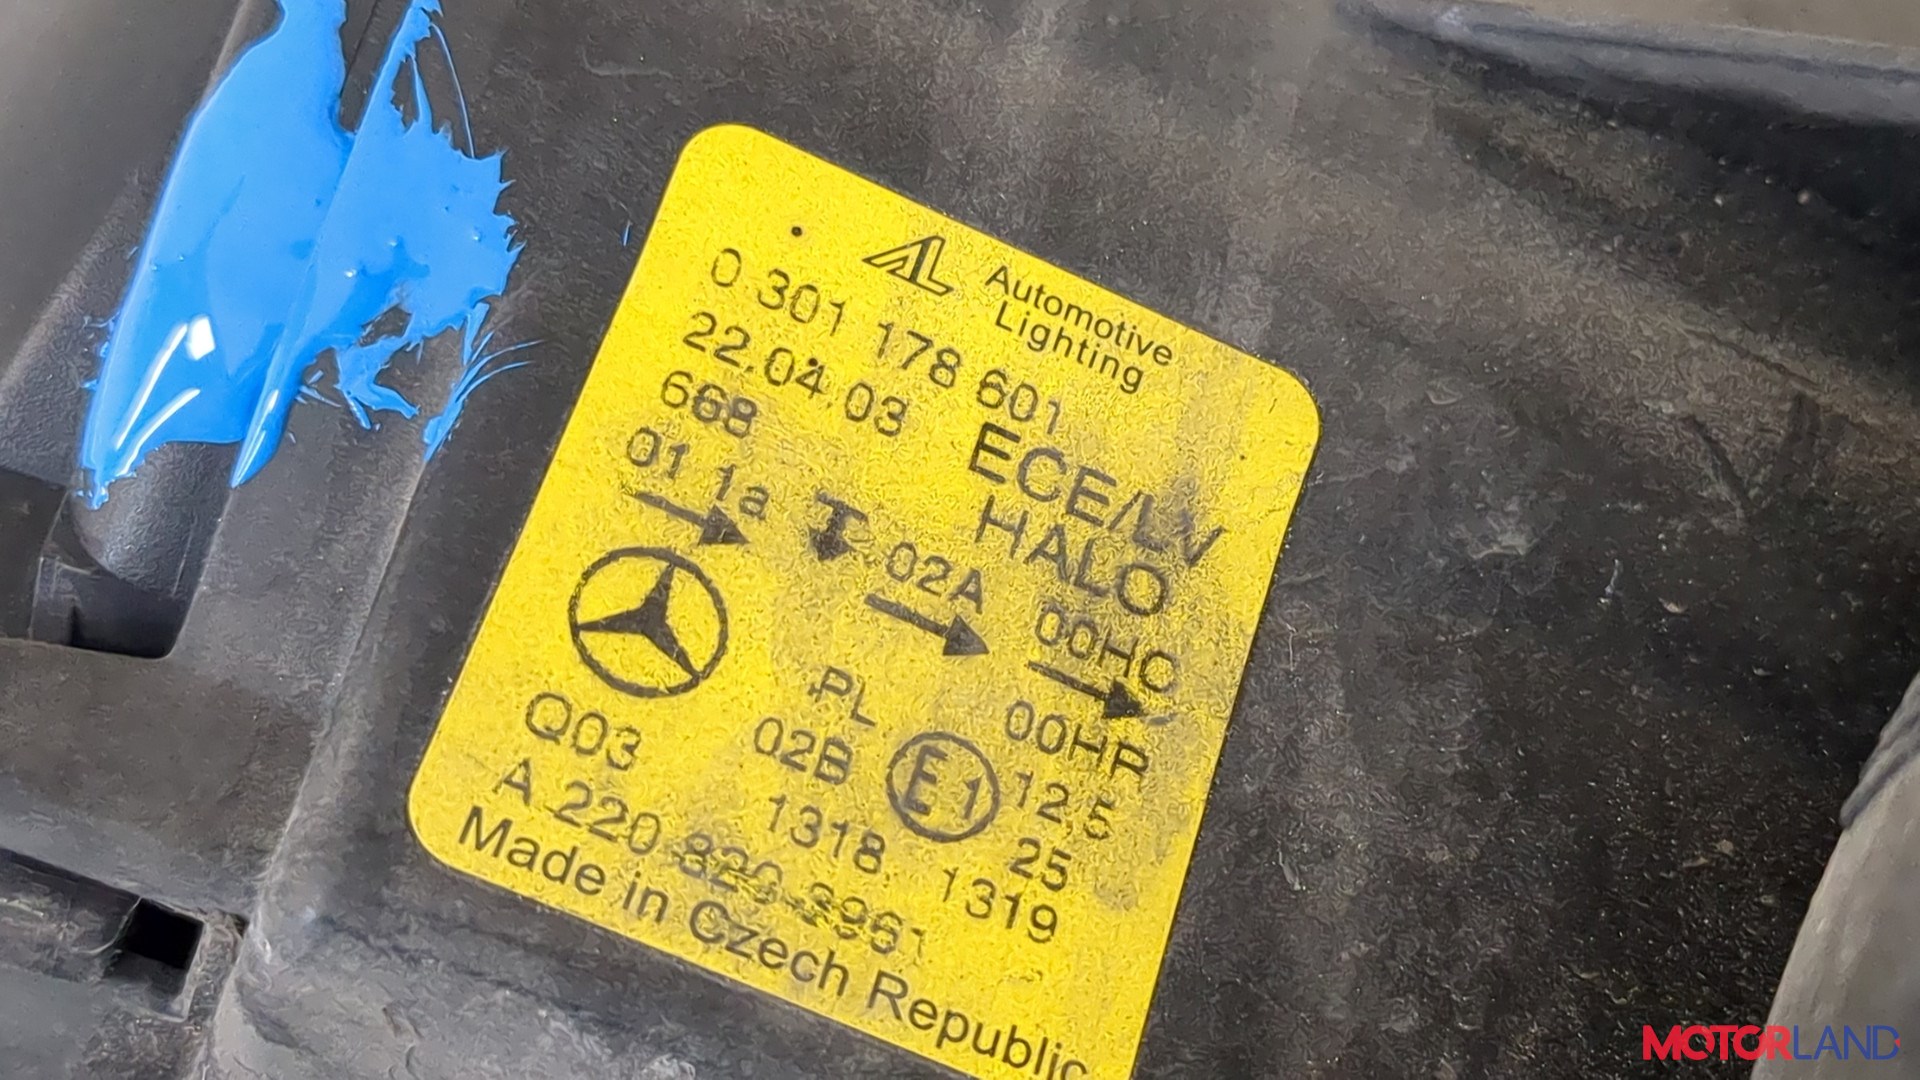 AL Automotive
Lighting
0 301 178 601
22.04.03 ECE/LV
668 HALO
01 1a 02A 00HC
PL 00HR
Q03 02B E1 12,5
1318 25
A 220 820 3961 1319
Made in Czech Republic
MOTORLAND